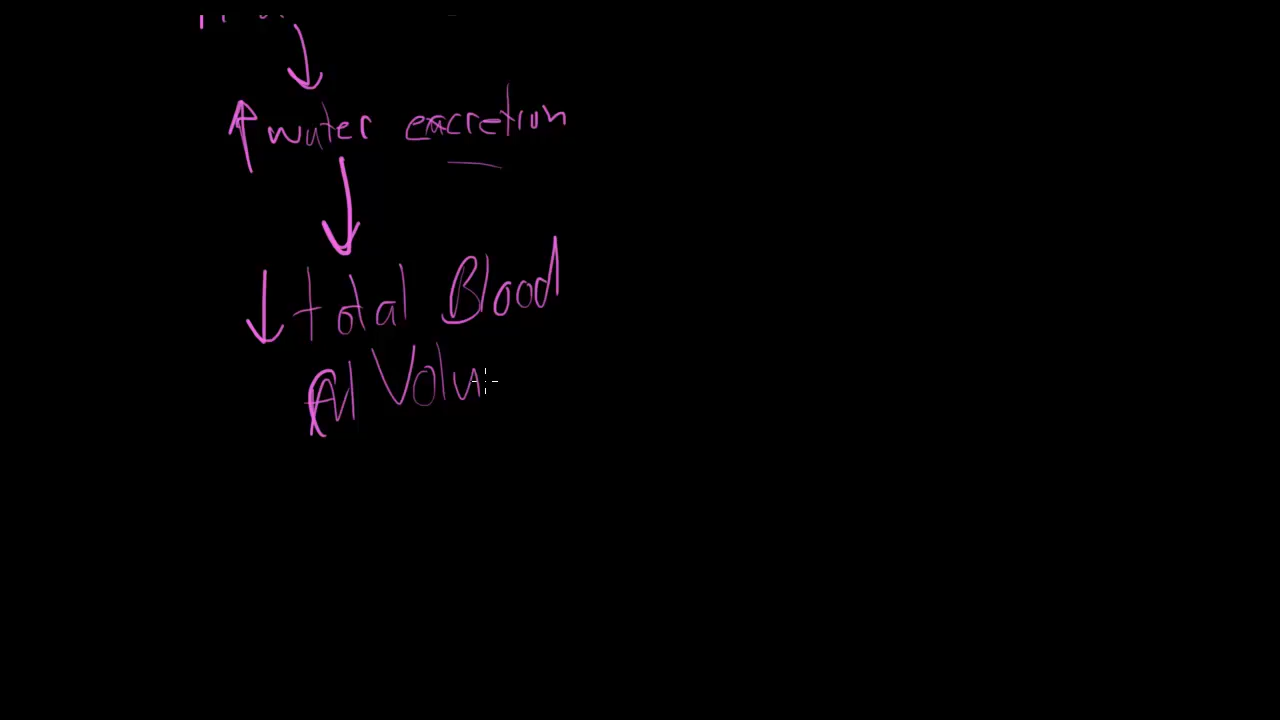 ↑ water excretion
↓ total Blood
Volu